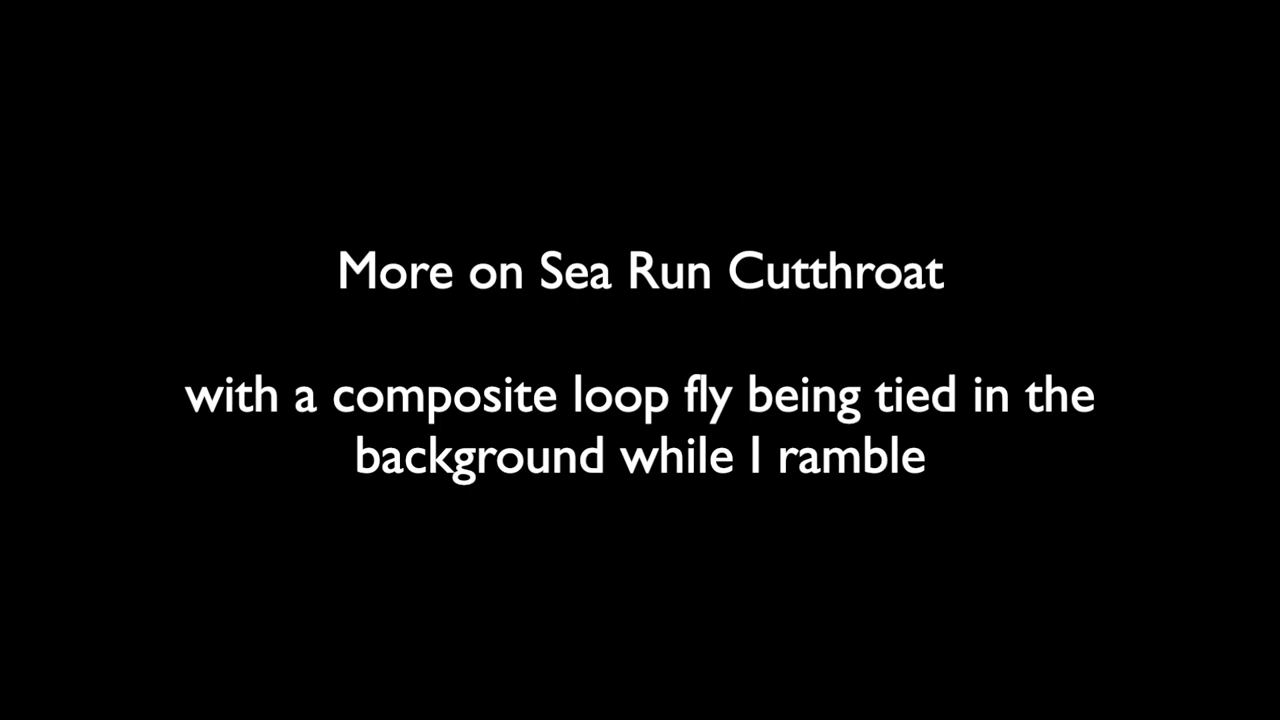 More on Sea Run Cutthroat
with a composite loop fly being tied in the
background while I ramble